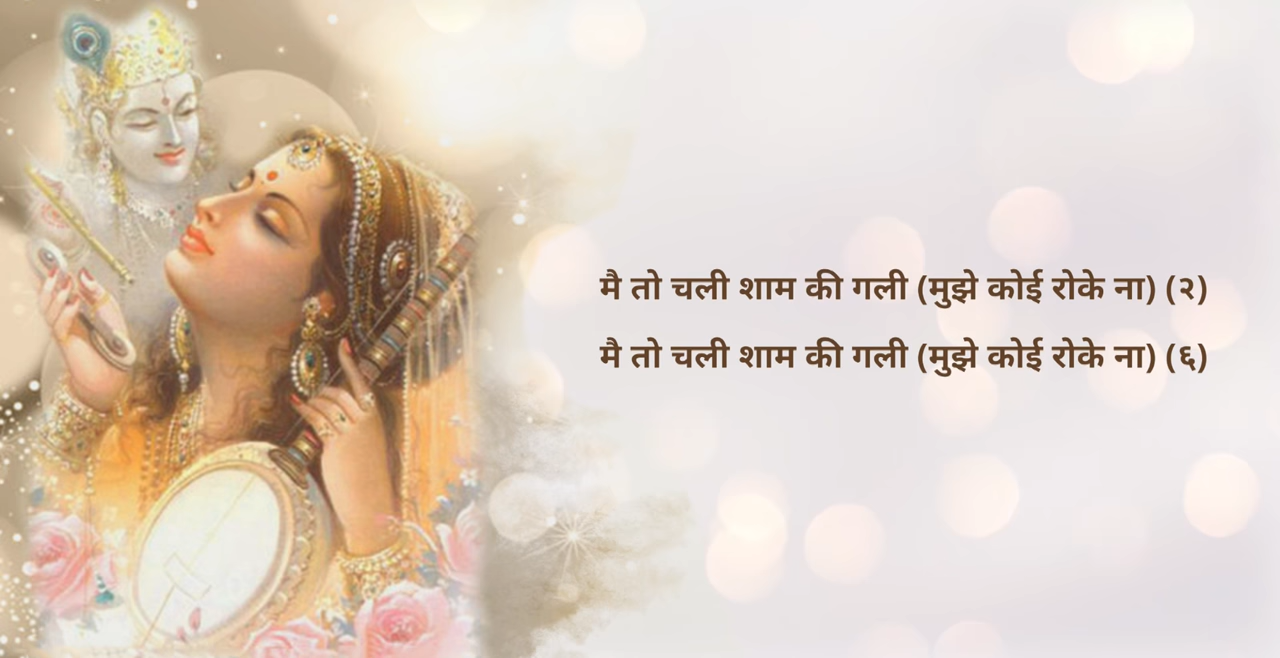 मै तो चली शाम की गली (मुझे कोई रोके ना) (२)
मै तो चली शाम की गली (मुझे कोई रोके ना) (६)